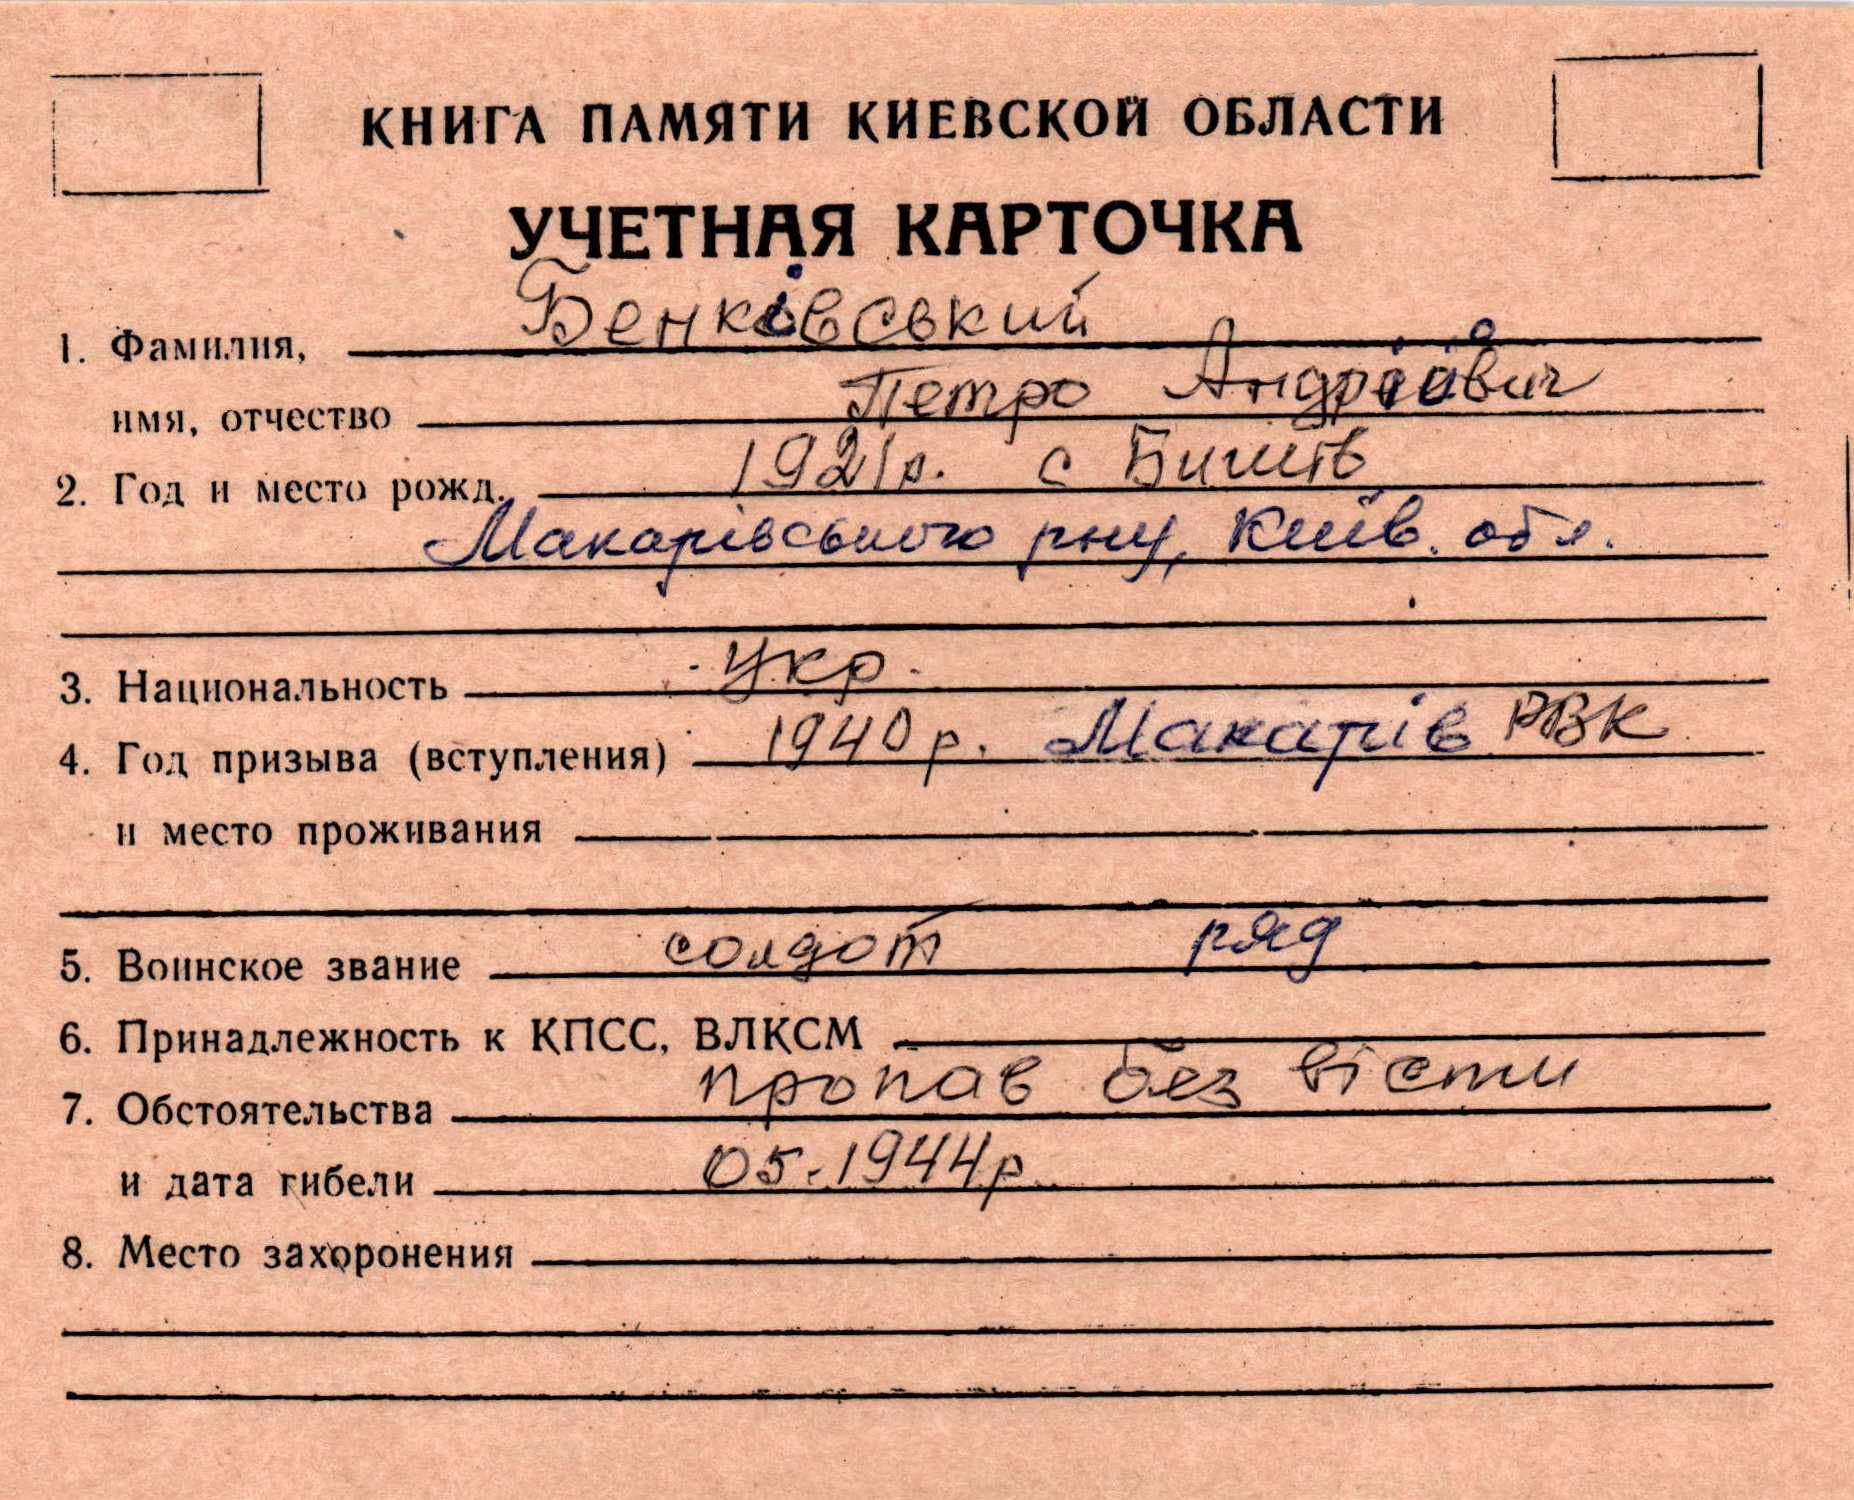 КНИГА ПАМЯТИ КИЕВСКОЙ ОБЛАСТИ
УЧЕТНАЯ КАРТОЧКА
1. Фамилия, Бенківський
имя, отчество Петро Андрійович
2. Год и место рожд. 1921р. с Бишів
Макарівського р-ну, Київ. обл.
3. Национальность укр.
4. Год призыва (вступления) 1940 р. Макарів РВК
и место проживания
5. Воинское звание солдат ряд
6. Принадлежность к КПСС, ВЛКСМ
7. Обстоятельства пропав без вісти
и дата гибели 05.1944р
8. Место захоронения